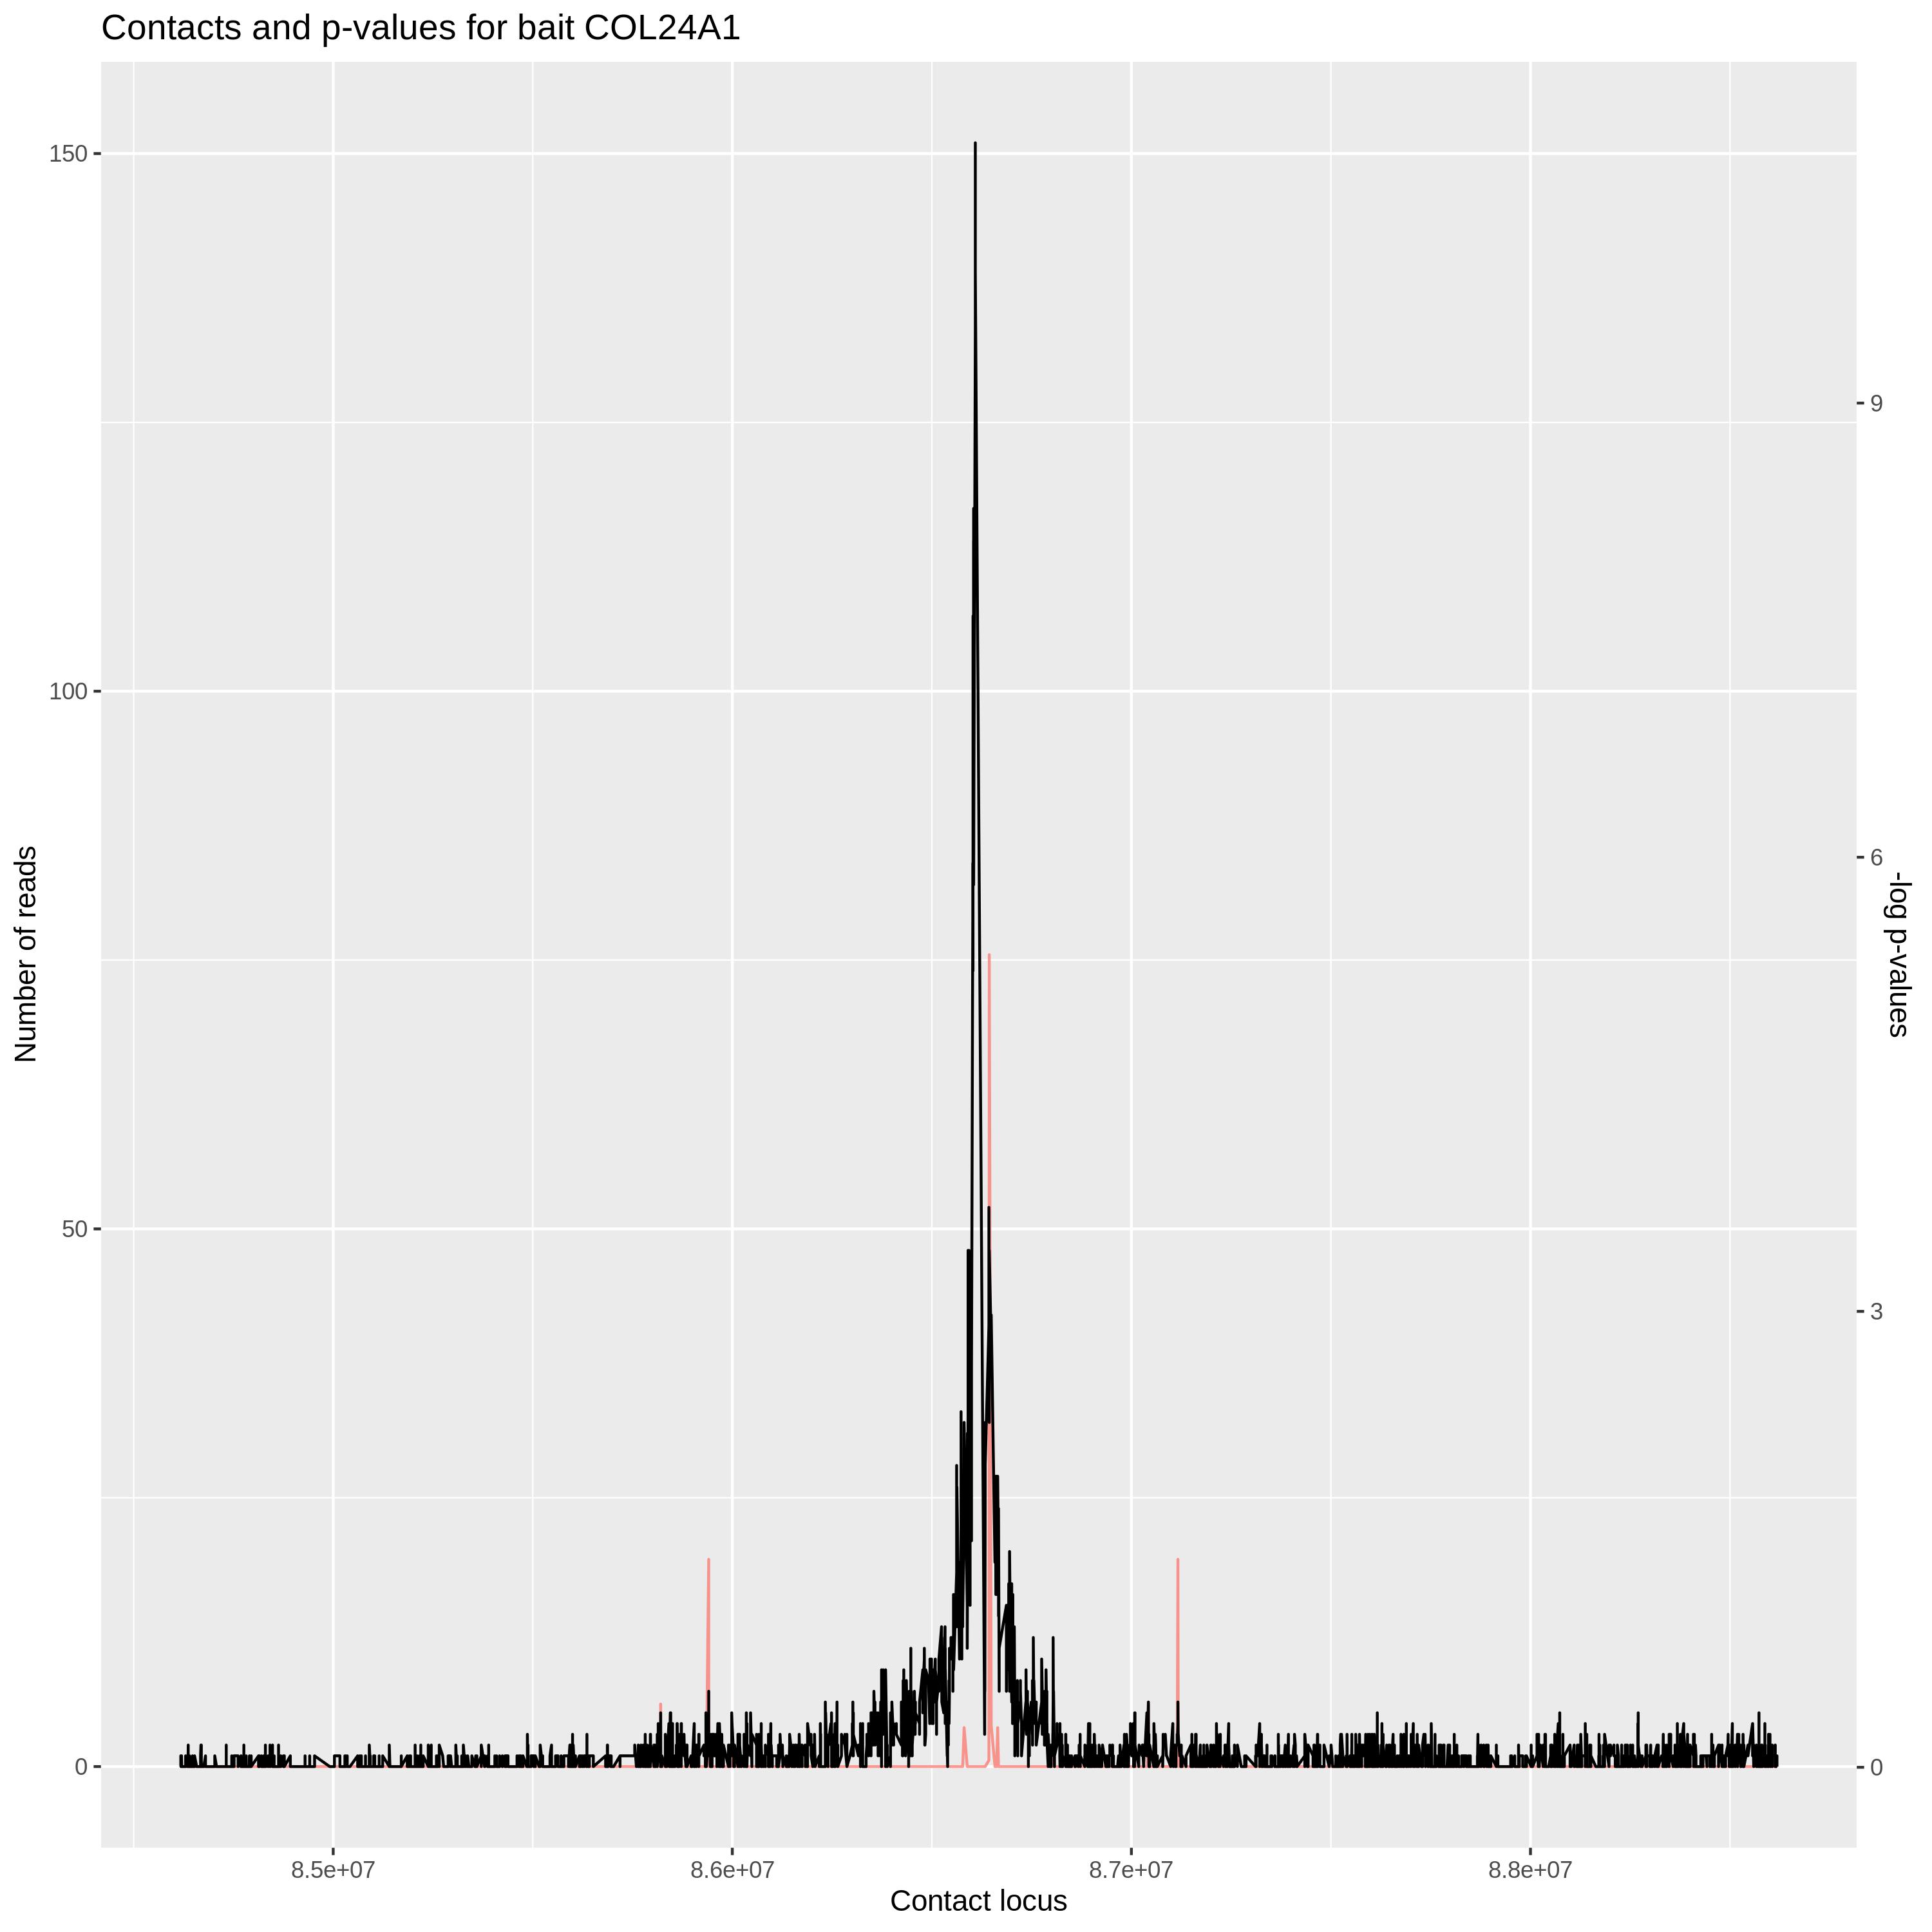 Contacts and p-values for bait COL24A1
150
100
50
0
Number of reads
9
6
3
0
-log p-values
8.5e+07
8.6e+07
8.7e+07
8.8e+07
Contact locus